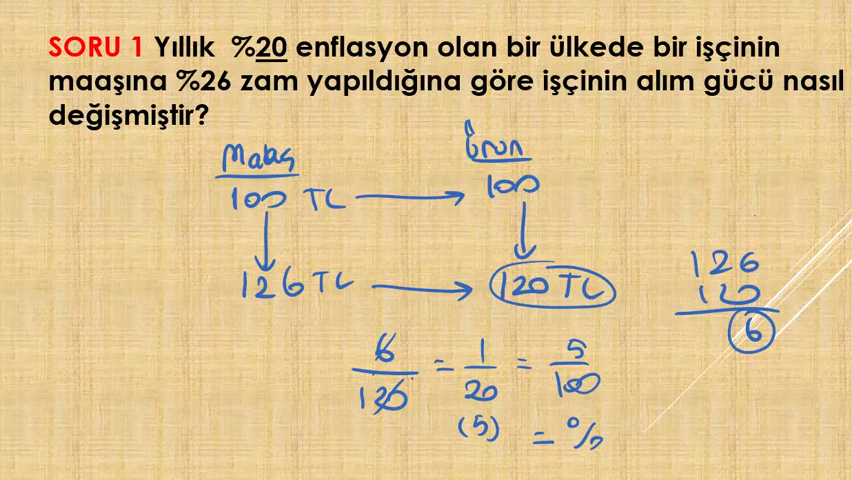 SORU 1 Yıllık %20 enflasyon olan bir ülkede bir işçinin
maaşına %26 zam yapıldığına göre işçinin alım gücü nasıl
değişmiştir?
Maaş
Ürün
100 TL
100
126 TL
120 TL
126
120
6
6/120 = 1/20 = 5/100
(5)
= %